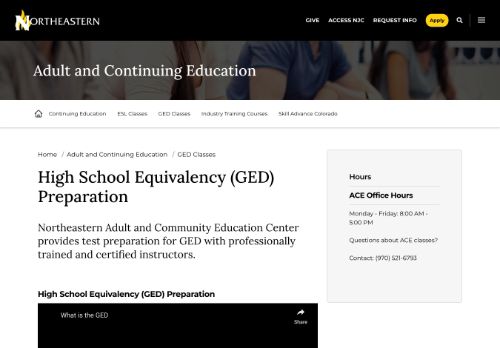 NORTHEASTERN
GIVE ACCESS NJC REQUEST INFO Apply
Adult and Continuing Education
Continuing Education ESL Classes GED Classes Industry Training Courses Skill Advance Colorado
Home / Adult and Continuing Education / GED Classes
High School Equivalency (GED)
Preparation
Northeastern Adult and Community Education Center
provides test preparation for GED with professionally
trained and certified instructors.
High School Equivalency (GED) Preparation
What is the GED
Share
Hours
ACE Office Hours
Monday - Friday: 8:00 AM -
5:00 PM
Questions about ACE classes?
Contact: (970) 521-6793